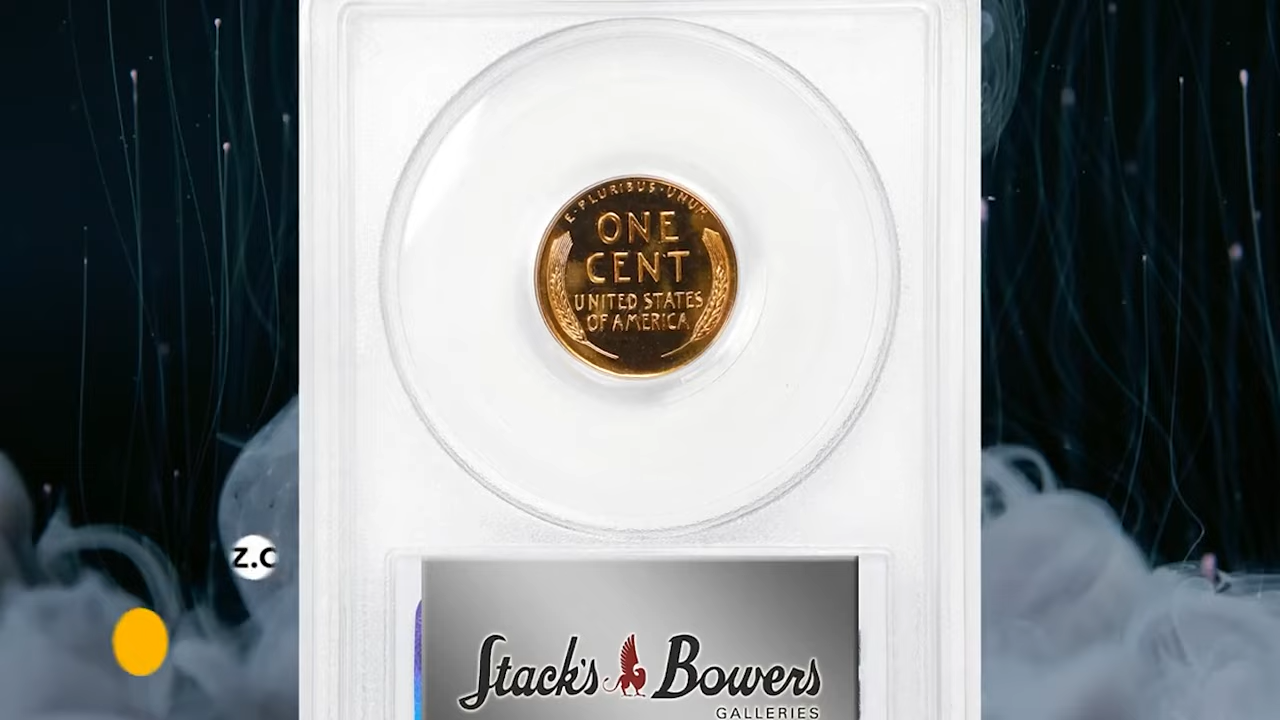 E·PLURIBUS·UNUM
ONE
CENT
UNITED STATES
OF AMERICA
z.c
Stack's Bowers
GALLERIES